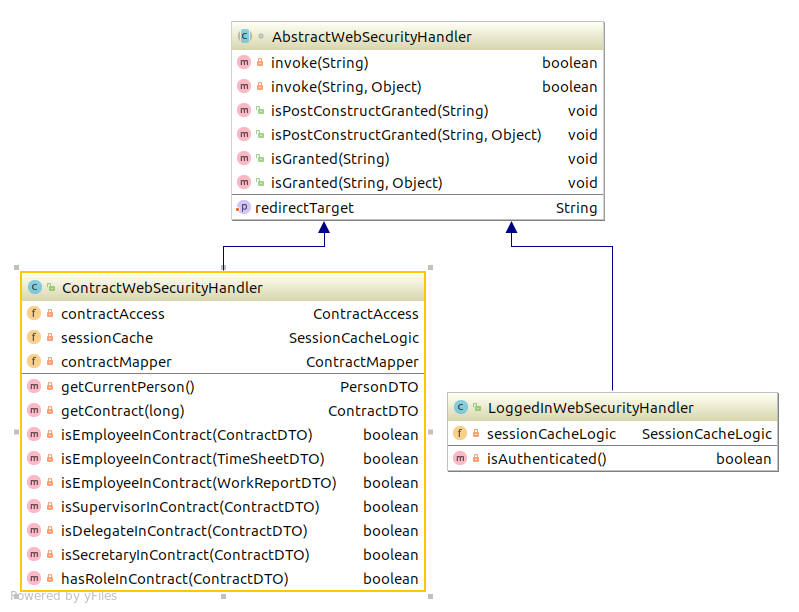 AbstractWebSecurityHandler
invoke(String) boolean
invoke(String, Object) boolean
isPostConstructGranted(String) void
isPostConstructGranted(String, Object) void
isGranted(String) void
isGranted(String, Object) void
redirectTarget String
ContractWebSecurityHandler
contractAccess ContractAccess
sessionCache SessionCacheLogic
contractMapper ContractMapper
getCurrentPerson() PersonDTO
getContract(long) ContractDTO
isEmployeeInContract(ContractDTO) boolean
isEmployeeInContract(TimeSheetDTO) boolean
isEmployeeInContract(WorkReportDTO) boolean
isSupervisorInContract(ContractDTO) boolean
isDelegateInContract(ContractDTO) boolean
isSecretaryInContract(ContractDTO) boolean
hasRoleInContract(ContractDTO) boolean
LoggedInWebSecurityHandler
sessionCacheLogic SessionCacheLogic
isAuthenticated() boolean
Powered by yFiles